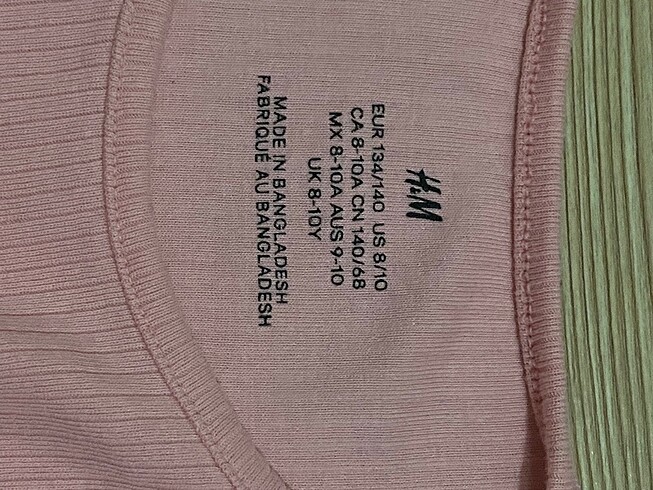 H&M
EUR 134/140 US 8/10
CA 8-10A CN 140/68
MX 8-10A AUS 9-10
UK 8-10Y
MADE IN BANGLADESH
FABRIQUÉ AU BANGLADESH